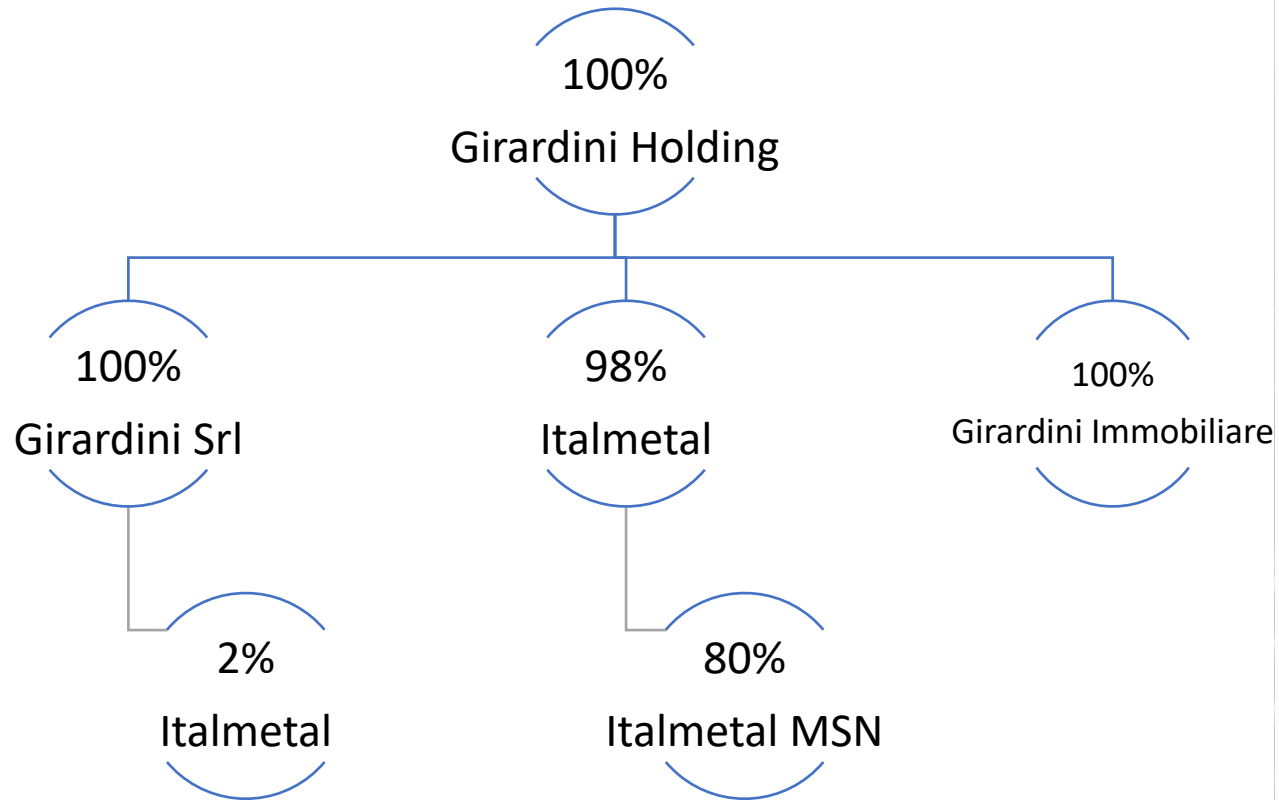 100%
Girardini Holding
100%
Girardini Srl
98%
Italmetal
100%
Girardini Immobiliare
2%
Italmetal
80%
Italmetal MSN